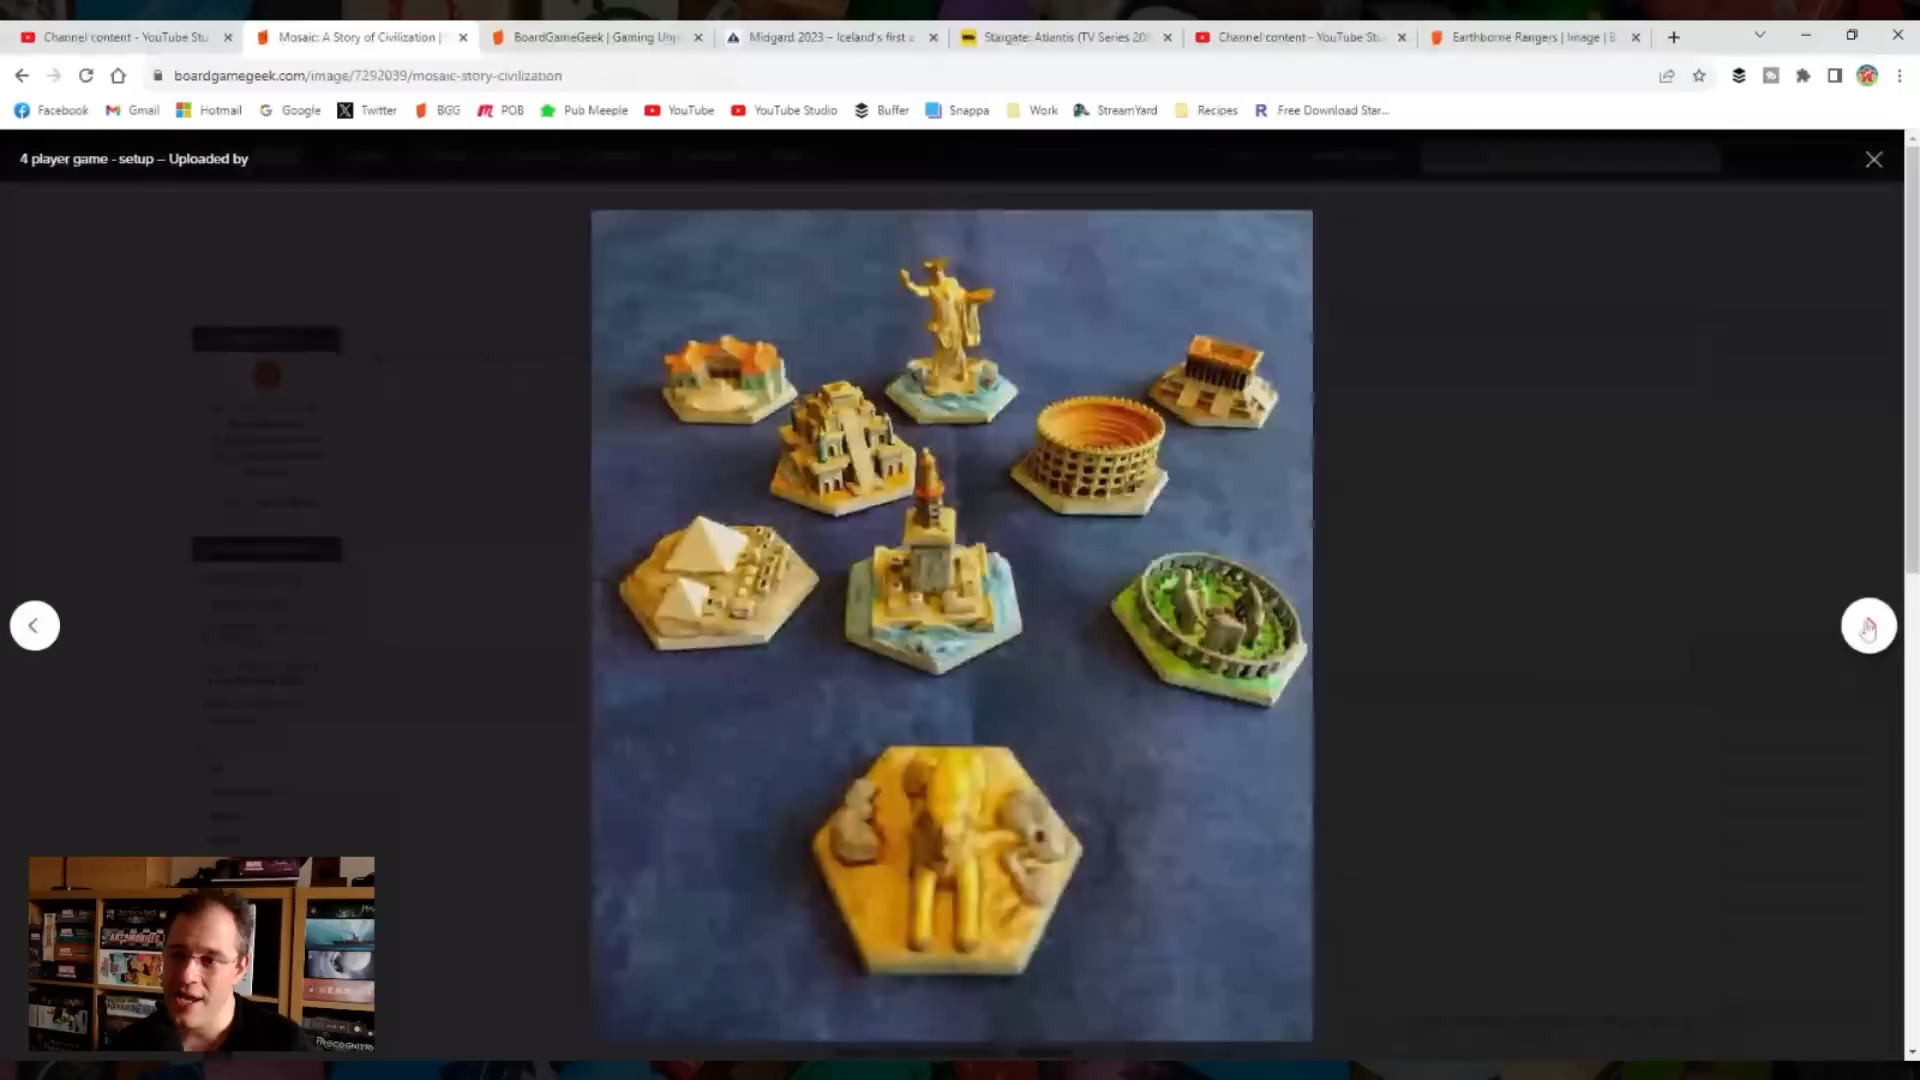 Channel content - YouTube Stu
Mosaic: A Story of Civilization |
BoardGameGeek | Gaming Unp
Midgard 2023 – Iceland's first a
Stargate: Atlantis (TV Series 20
Channel content - YouTube Stu
Earthborne Rangers | Image | B
boardgamegeek.com/image/7292039/mosaic-story-civilization
Facebook
Gmail
Hotmail
Google
Twitter
BGG
POB
Pub Meeple
YouTube
YouTube Studio
Buffer
Snappa
Work
StreamYard
Recipes
Free Download Star...
4 player game - setup – Uploaded by